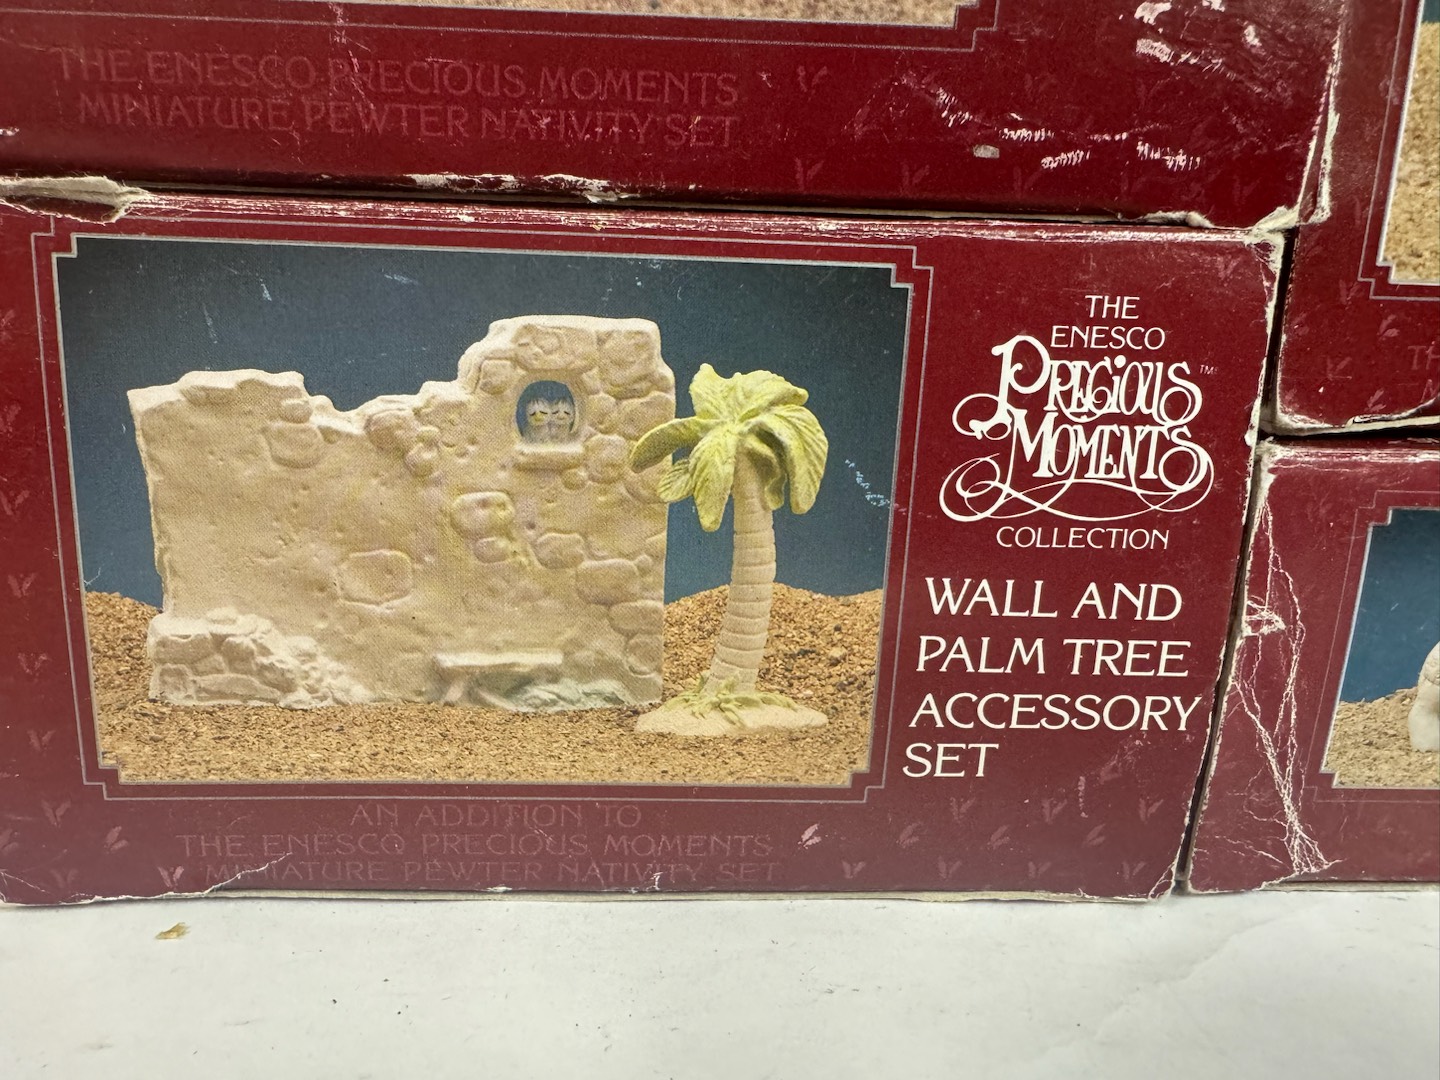 THE ENESCO PRECIOUS MOMENTS
MINIATURE PEWTER NATIVITY SET
THE
ENESCO
PRECIOUS
MOMENTS
™
COLLECTION
WALL AND
PALM TREE
ACCESSORY
SET
AN ADDITION TO
THE ENESCO PRECIOUS MOMENTS
MINIATURE PEWTER NATIVITY SET